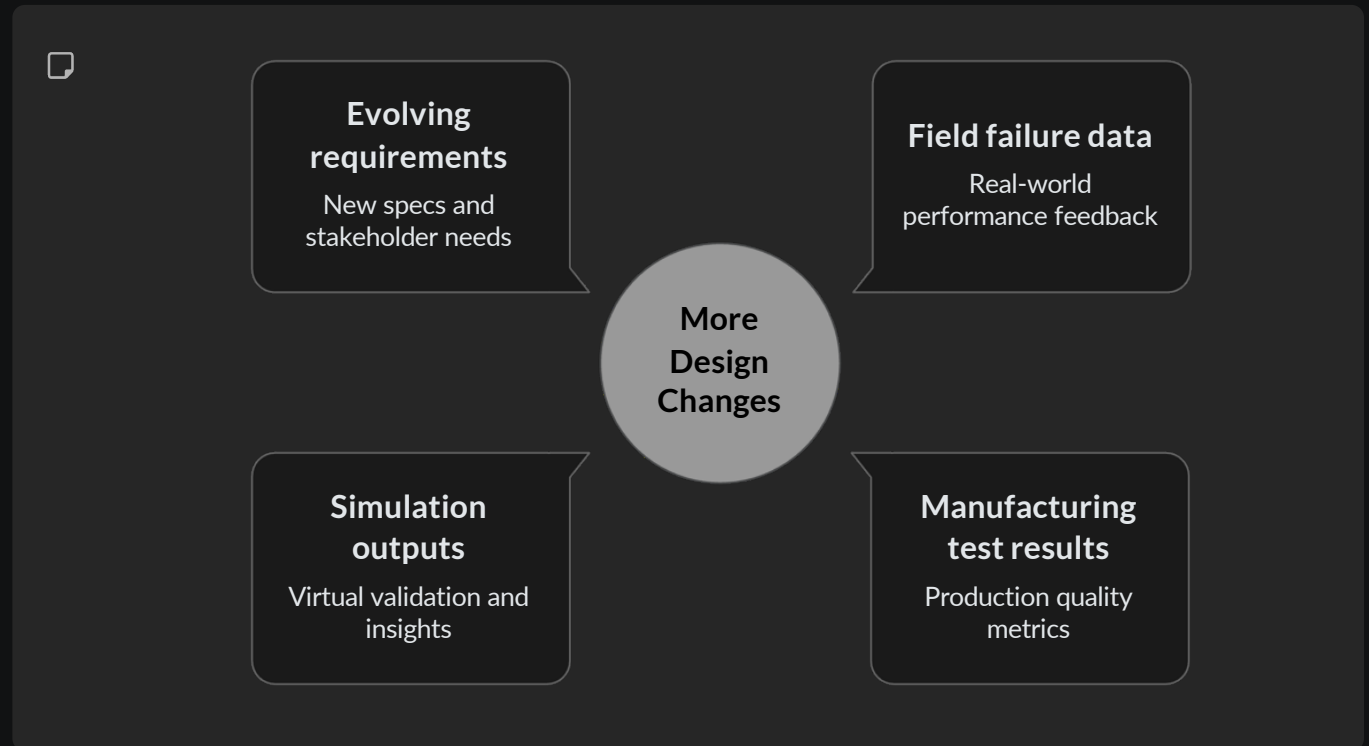 Evolving
requirements
New specs and
stakeholder needs
Field failure data
Real-world
performance feedback
More
Design
Changes
Simulation
outputs
Virtual validation and
insights
Manufacturing
test results
Production quality
metrics